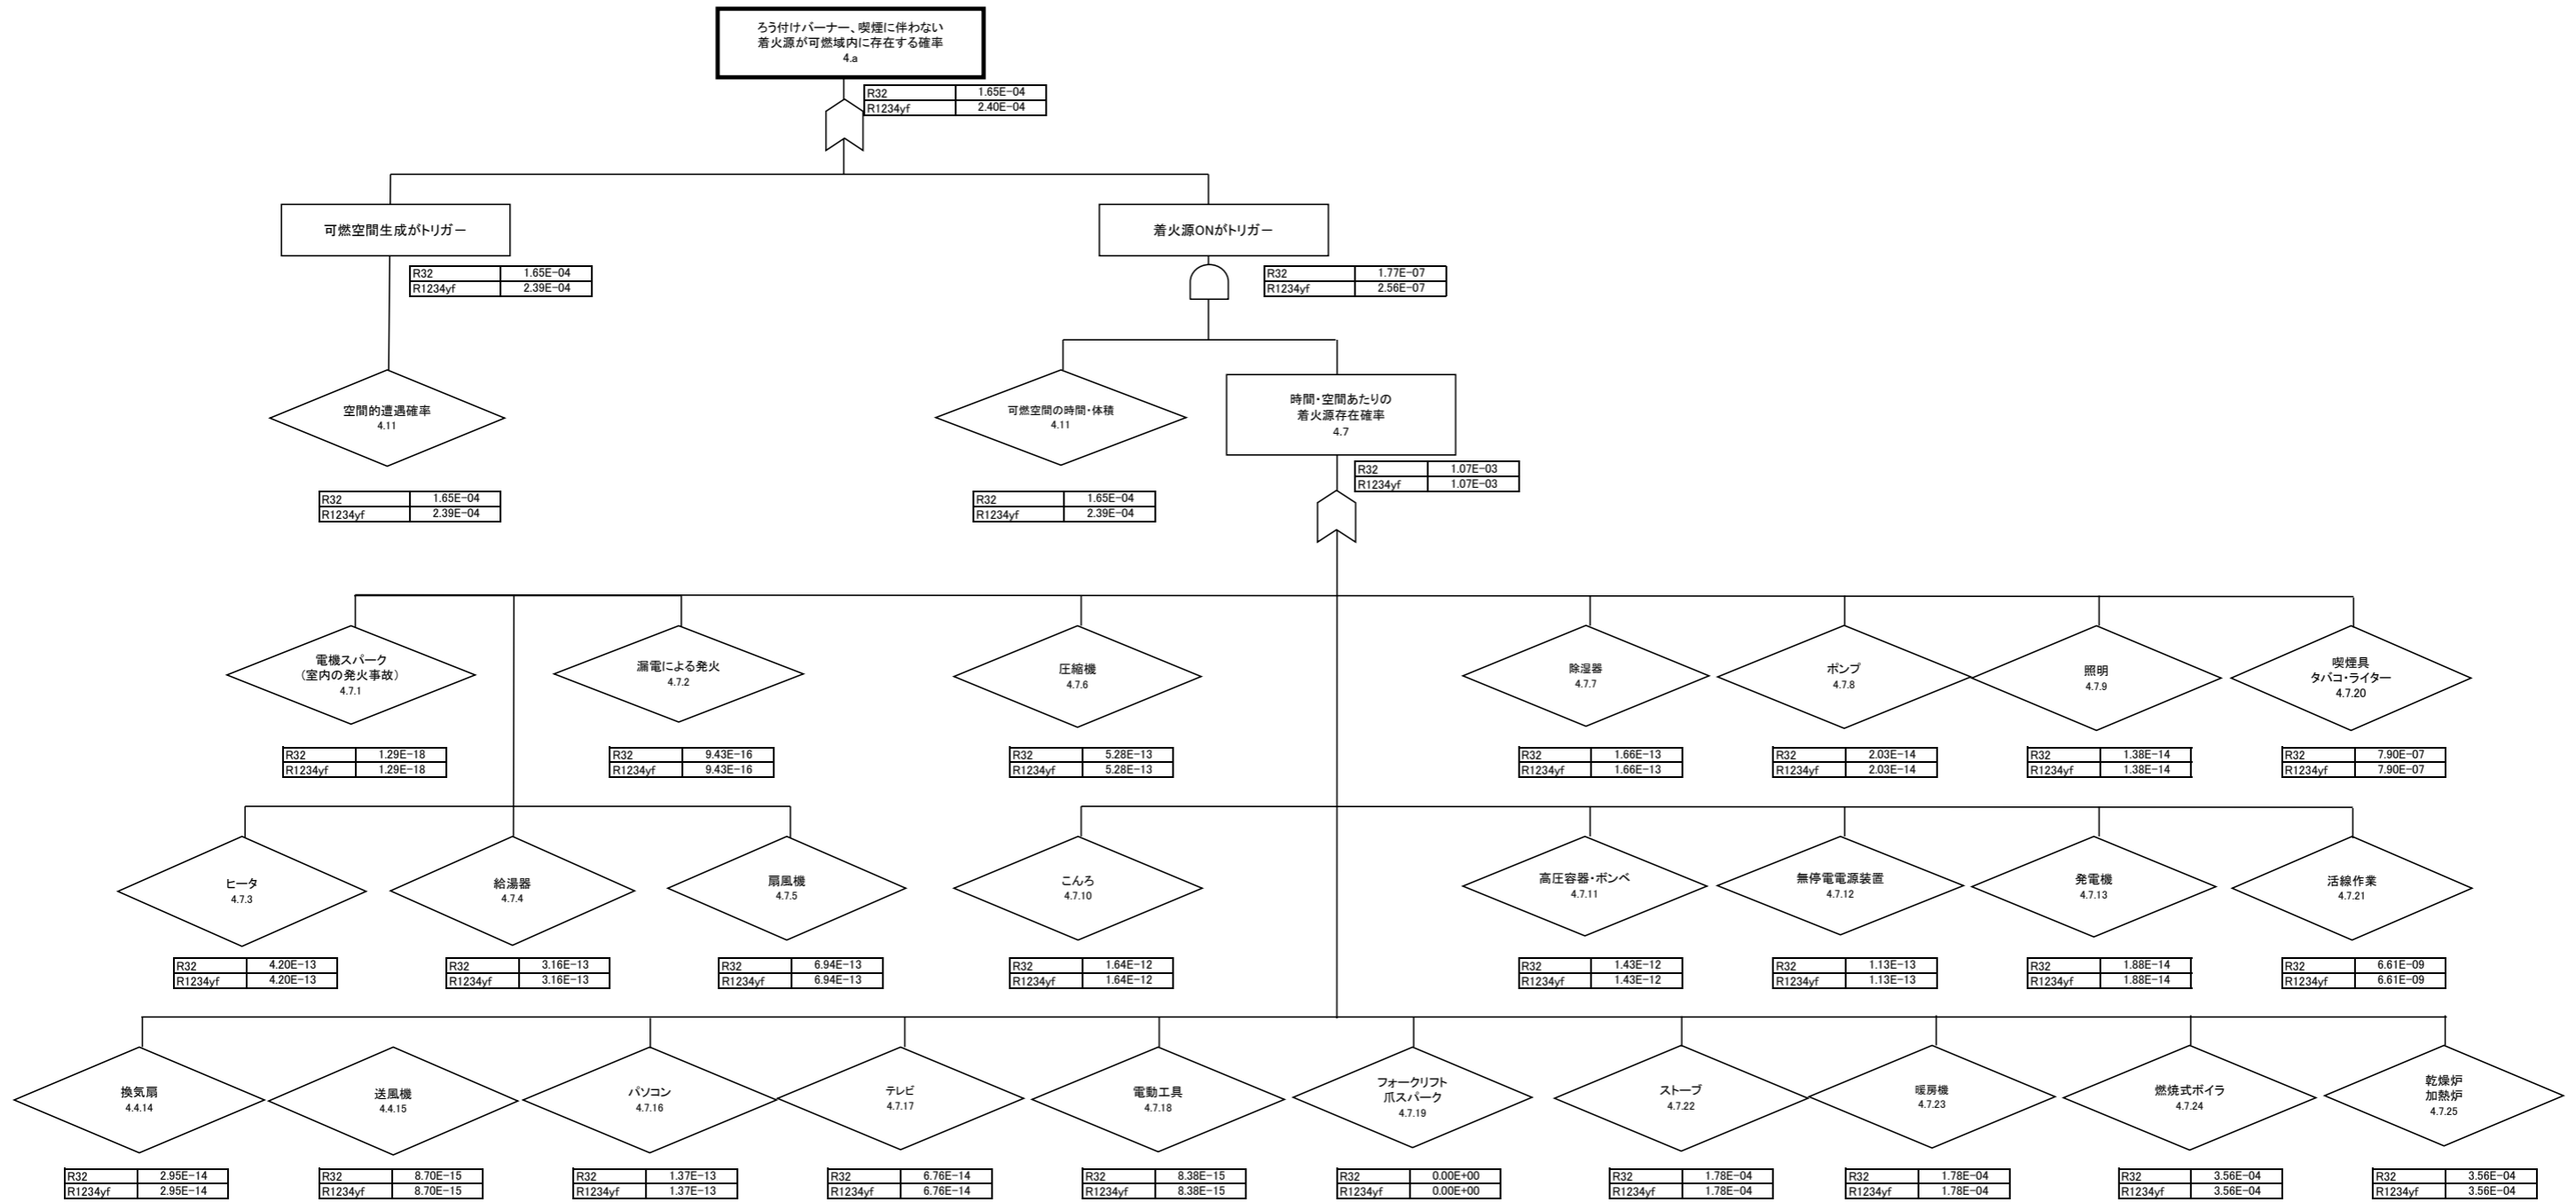 ろう付けバーナー、喫煙に伴わない
着火源が可燃域内に存在する確率
4.a
R32 1.65E-04
R1234yf 2.40E-04
可燃空間生成がトリガー
着火源ONがトリガー
R32 1.65E-04
R1234yf 2.39E-04
R32 1.77E-07
R1234yf 2.56E-07
空間的遭遇確率
4.11
可燃空間の時間・体積
4.11
時間・空間あたりの
着火源存在確率
4.7
R32 1.07E-03
R1234yf 1.07E-03
R32 1.65E-04
R1234yf 2.39E-04
R32 1.65E-04
R1234yf 2.39E-04
電機スパーク
(室内の発火事故)
4.7.1
漏電による発火
4.7.2
圧縮機
4.7.6
除湿器
4.7.7
ポンプ
4.7.8
照明
4.7.9
喫煙具
タバコ・ライター
4.7.20
R32 1.29E-18
R1234yf 1.29E-18
R32 9.43E-16
R1234yf 9.43E-16
R32 5.28E-13
R1234yf 5.28E-13
R32 1.66E-13
R1234yf 1.66E-13
R32 2.03E-14
R1234yf 2.03E-14
R32 1.38E-14
R1234yf 1.38E-14
R32 7.90E-07
R1234yf 7.90E-07
ヒータ
4.7.3
給湯器
4.7.4
扇風機
4.7.5
こんろ
4.7.10
高圧容器・ボンベ
4.7.11
無停電電源装置
4.7.12
発電機
4.7.13
活線作業
4.7.21
R32 4.20E-13
R1234yf 4.20E-13
R32 3.16E-13
R1234yf 3.16E-13
R32 6.94E-13
R1234yf 6.94E-13
R32 1.64E-12
R1234yf 1.64E-12
R32 1.43E-12
R1234yf 1.43E-12
R32 1.13E-13
R1234yf 1.13E-13
R32 1.88E-14
R1234yf 1.88E-14
R32 6.61E-09
R1234yf 6.61E-09
換気扇
4.4.14
送風機
4.4.15
パソコン
4.7.16
テレビ
4.7.17
電動工具
4.7.18
フォークリフト
爪スパーク
4.7.19
ストーブ
4.7.22
暖房機
4.7.23
燃焼式ボイラ
4.7.24
乾燥炉
加熱炉
4.7.25
R32 2.95E-14
R1234yf 2.95E-14
R32 8.70E-15
R1234yf 8.70E-15
R32 1.37E-13
R1234yf 1.37E-13
R32 6.76E-14
R1234yf 6.76E-14
R32 8.38E-15
R1234yf 8.38E-15
R32 0.00E+00
R1234yf 0.00E+00
R32 1.78E-04
R1234yf 1.78E-04
R32 1.78E-04
R1234yf 1.78E-04
R32 3.56E-04
R1234yf 3.56E-04
R32 3.56E-04
R1234yf 3.56E-04